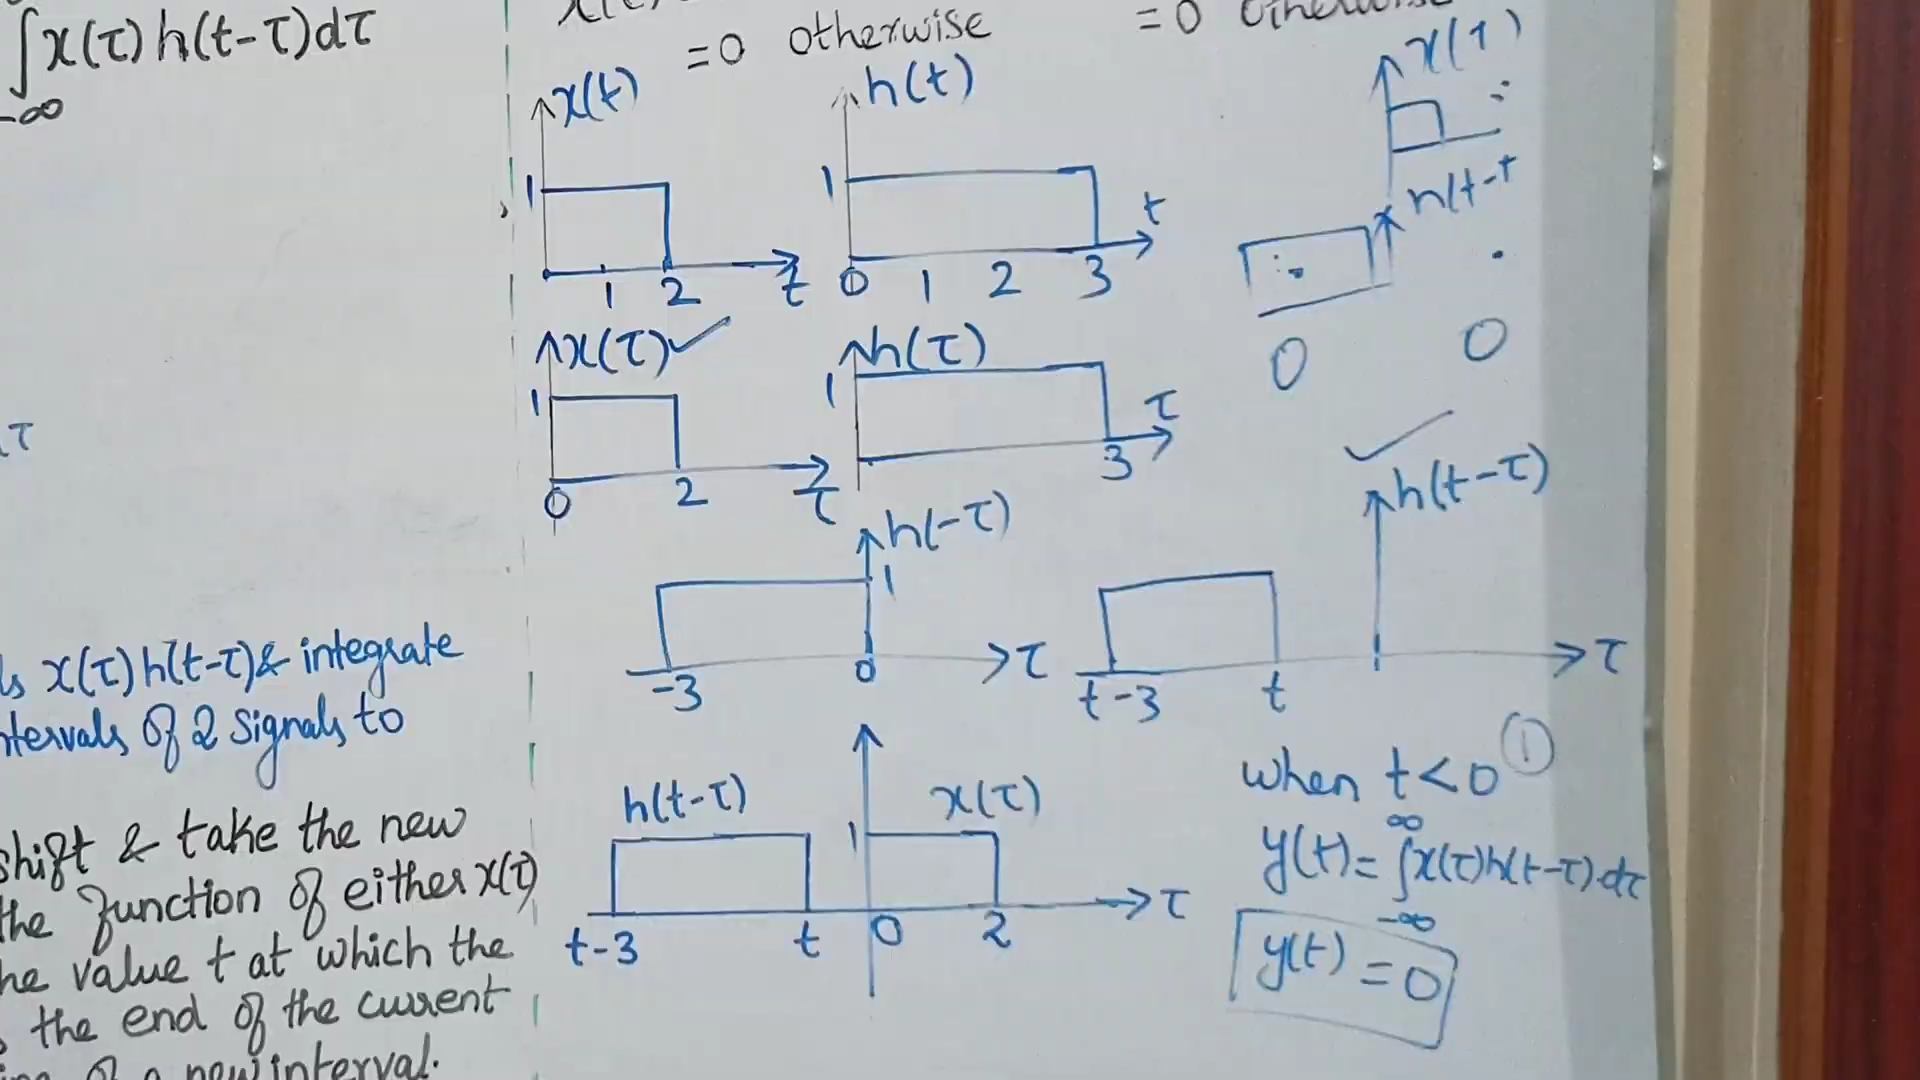 ∫x(τ)h(t-τ)dτ
-∞
=0 otherwise
=0
x(t)
1
1 2 t
h(t)
1
0 1 2 3 t
x(τ)
1
0 2 τ
h(τ)
1
3 τ
h(-τ)
1
-3 0 τ
h(t-τ)
t-3 t τ
0 0
τ
x(τ)h(t-τ)& integrate
of 2 signals to
shift & take the new
the function of either x(τ)
value t at which the
the end of the current
new interval.
h(t-τ) x(τ)
1
t-3 t 0 2 τ
when t<0 ①
y(t)=∫x(τ)h(t-τ).dτ
∞
-∞
y(t)=0